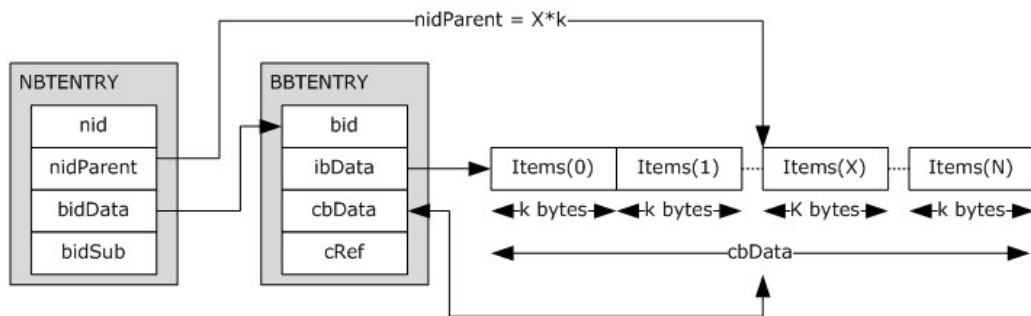 nidParent = X*k
NBTENTRY
nid
nidParent
bidData
bidSub
BBTENTRY
bid
ibData
cbData
cRef
Items(0) Items(1) Items(X) Items(N)
k bytes k bytes K bytes k bytes
cbData